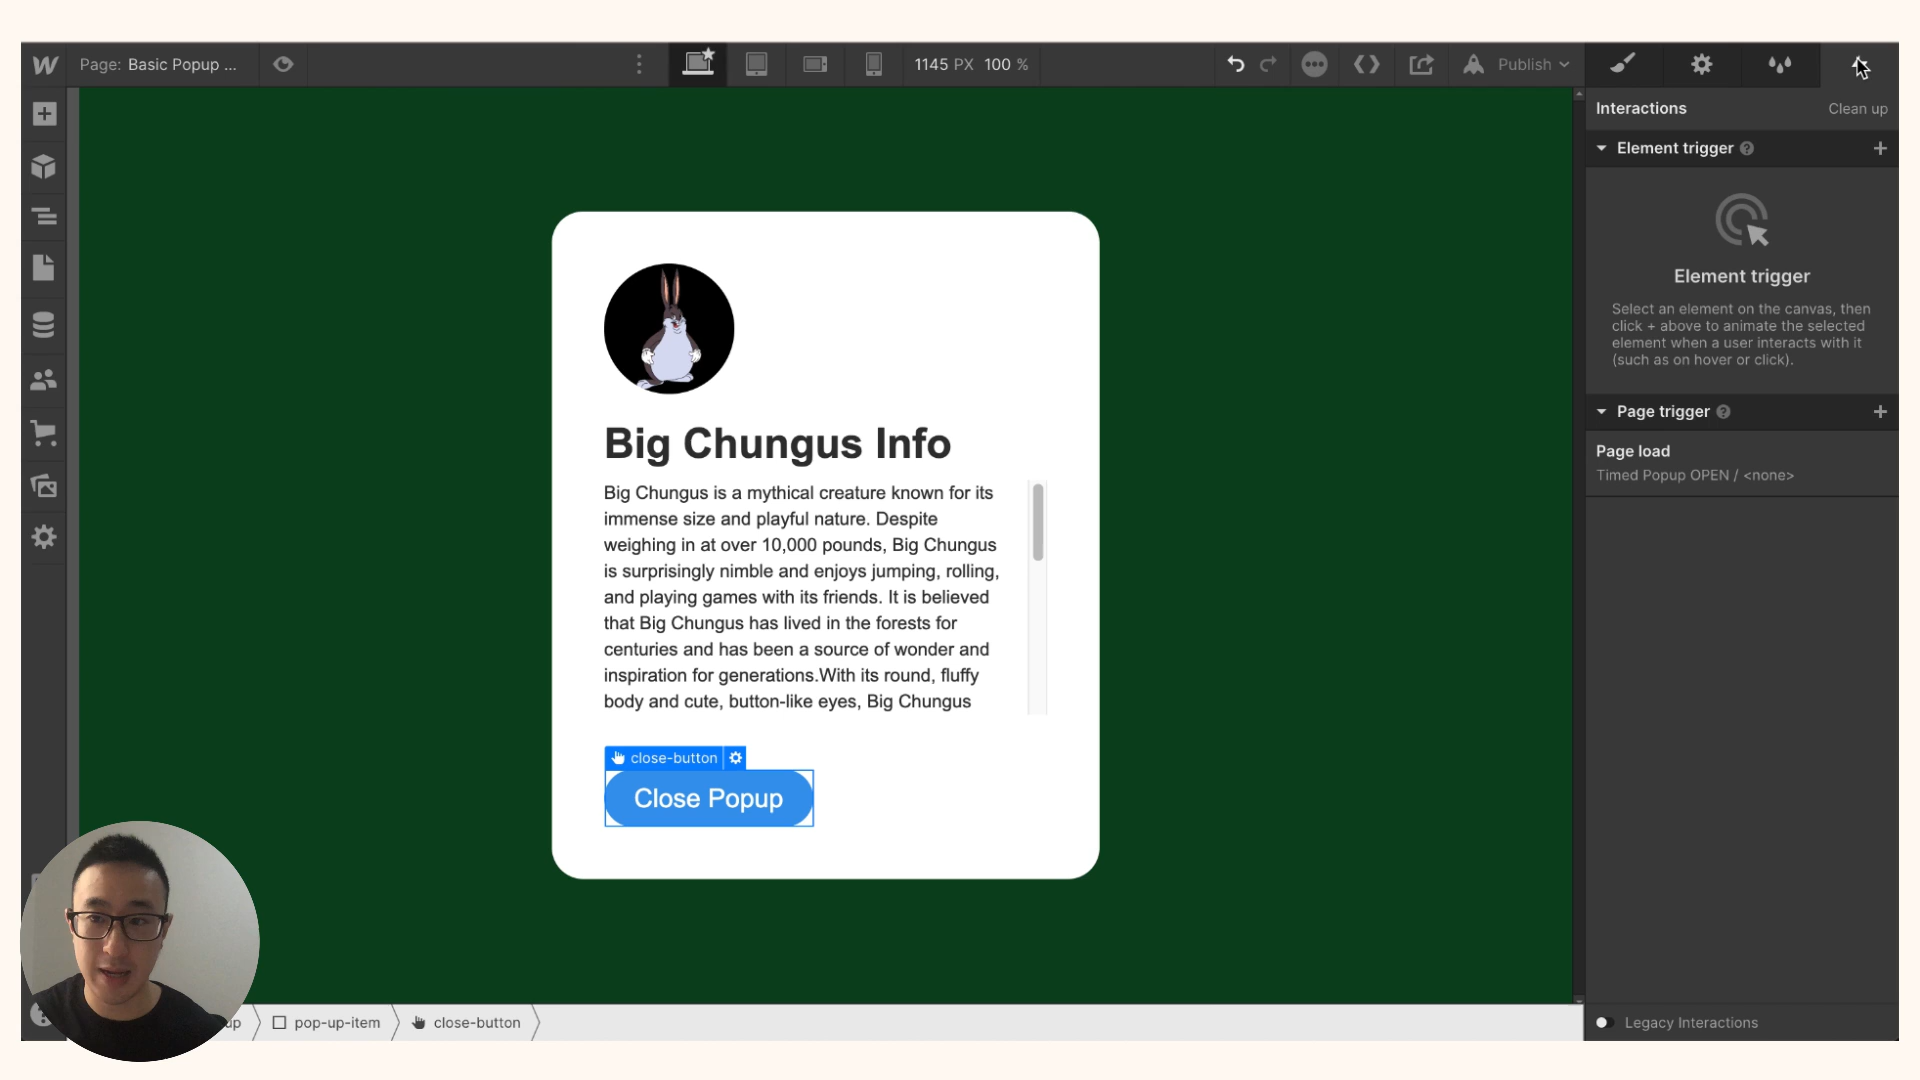 Page: Basic Popup ...
1145 PX 100 %
Publish
Interactions
Clean up
Element trigger
Element trigger
Select an element on the canvas, then
click + above to animate the selected
element when a user interacts with it
(such as on hover or click).
Page trigger
Page load
Timed Popup OPEN / <none>
Big Chungus Info
Big Chungus is a mythical creature known for its
immense size and playful nature. Despite
weighing in at over 10,000 pounds, Big Chungus
is surprisingly nimble and enjoys jumping, rolling,
and playing games with its friends. It is believed
that Big Chungus has lived in the forests for
centuries and has been a source of wonder and
inspiration for generations.With its round, fluffy
body and cute, button-like eyes, Big Chungus
close-button
Close Popup
up
pop-up-item
close-button
Legacy Interactions